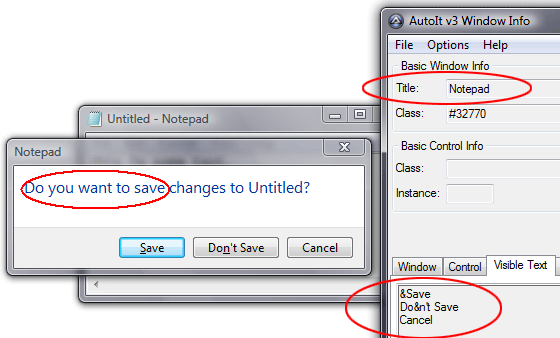 AutoIt v3 Window Info
File Options Help
Basic Window Info
Title: Notepad
Class: #32770
Basic Control Info
Class:
Instance:
Window Control Visible Text
&Save
Do&n't Save
Cancel
Untitled - Notepad
Notepad
Do you want to save changes to Untitled?
Save Don't Save Cancel